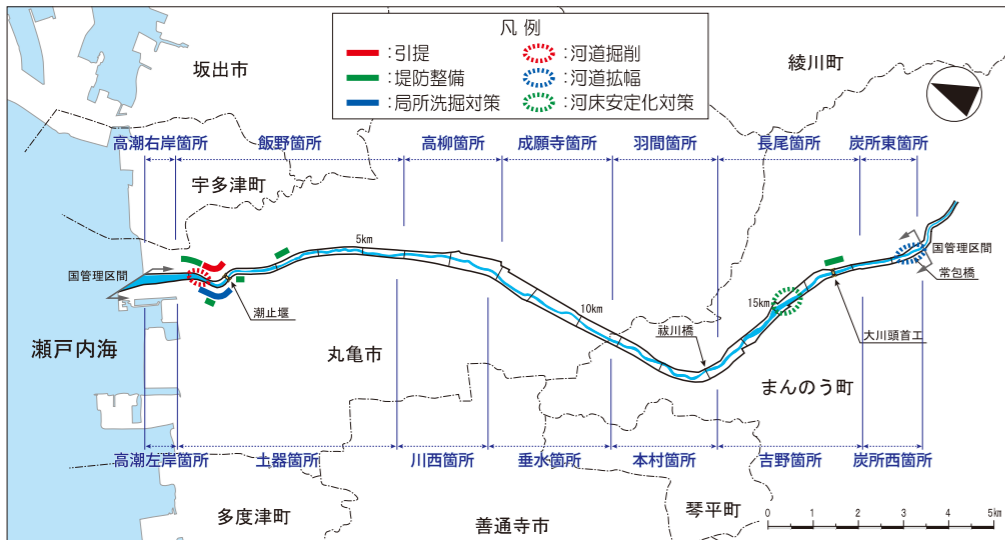 凡 例
:引提
:堤防整備
:局所洗掘対策
:河道掘削
:河道拡幅
:河床安定化対策
坂出市
綾川町
高潮右岸箇所
飯野箇所
高柳箇所
成願寺箇所
羽間箇所
長尾箇所
炭所東箇所
宇多津町
5km
国管理区間
国管理区間
常包橋
潮止堰
10km
15km
祓川橋
大川頭首工
瀬戸内海
丸亀市
まんのう町
高潮左岸箇所
土器箇所
川西箇所
垂水箇所
本村箇所
吉野箇所
炭所西箇所
多度津町
善通寺市
琴平町
0 1 2 3 4 5km